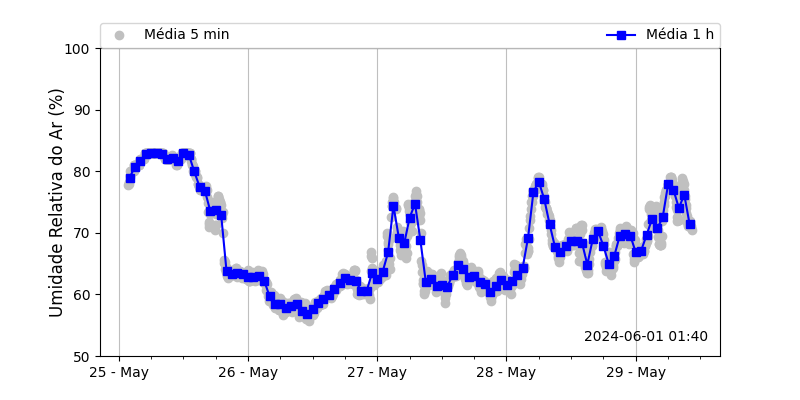 Média 5 min
Média 1 h
Umidade Relativa do Ar (%)
100
90
80
70
60
50
2024-06-01 01:40
25 - May
26 - May
27 - May
28 - May
29 - May